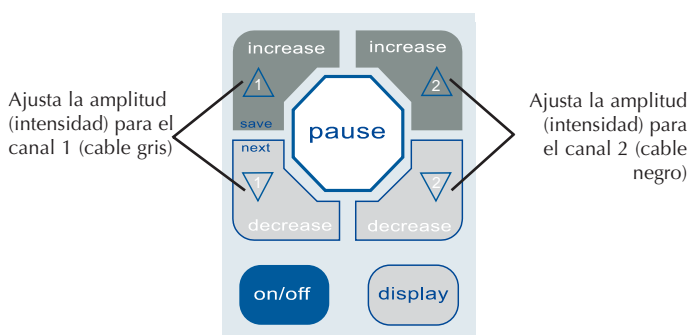 increase
increase
1
2
Ajusta la amplitud
(intensidad) para el
canal 1 (cable gris)
save
pause
Ajusta la amplitud
(intensidad) para
el canal 2 (cable
negro)
next
1
2
decrease
decrease
on/off
display